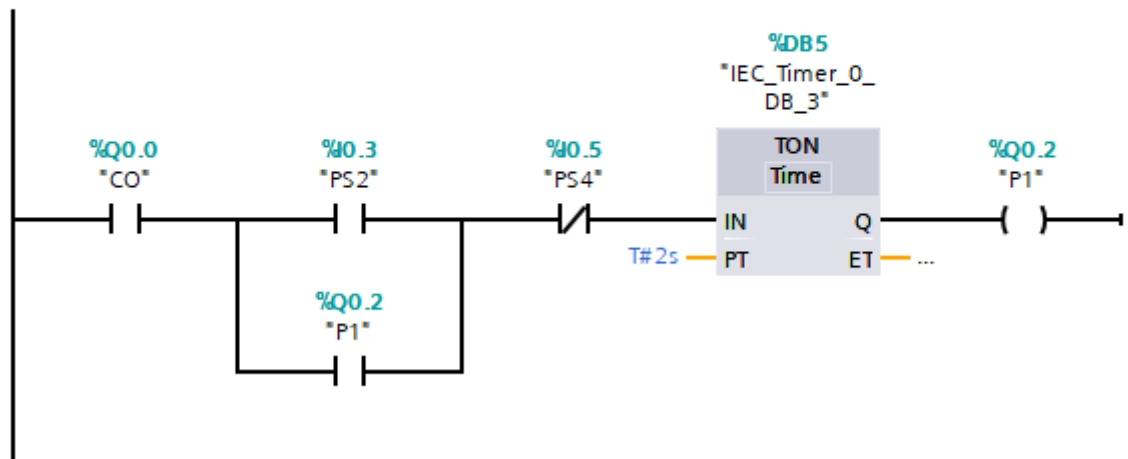 %DB5
"IEC_Timer_0_
DB_3"
%Q0.0
"CO"
%I0.3
"PS2"
%I0.5
"PS4"
TON
Time
%Q0.2
"P1"
IN
Q
T#2s
PT
ET
...
%Q0.2
"P1"